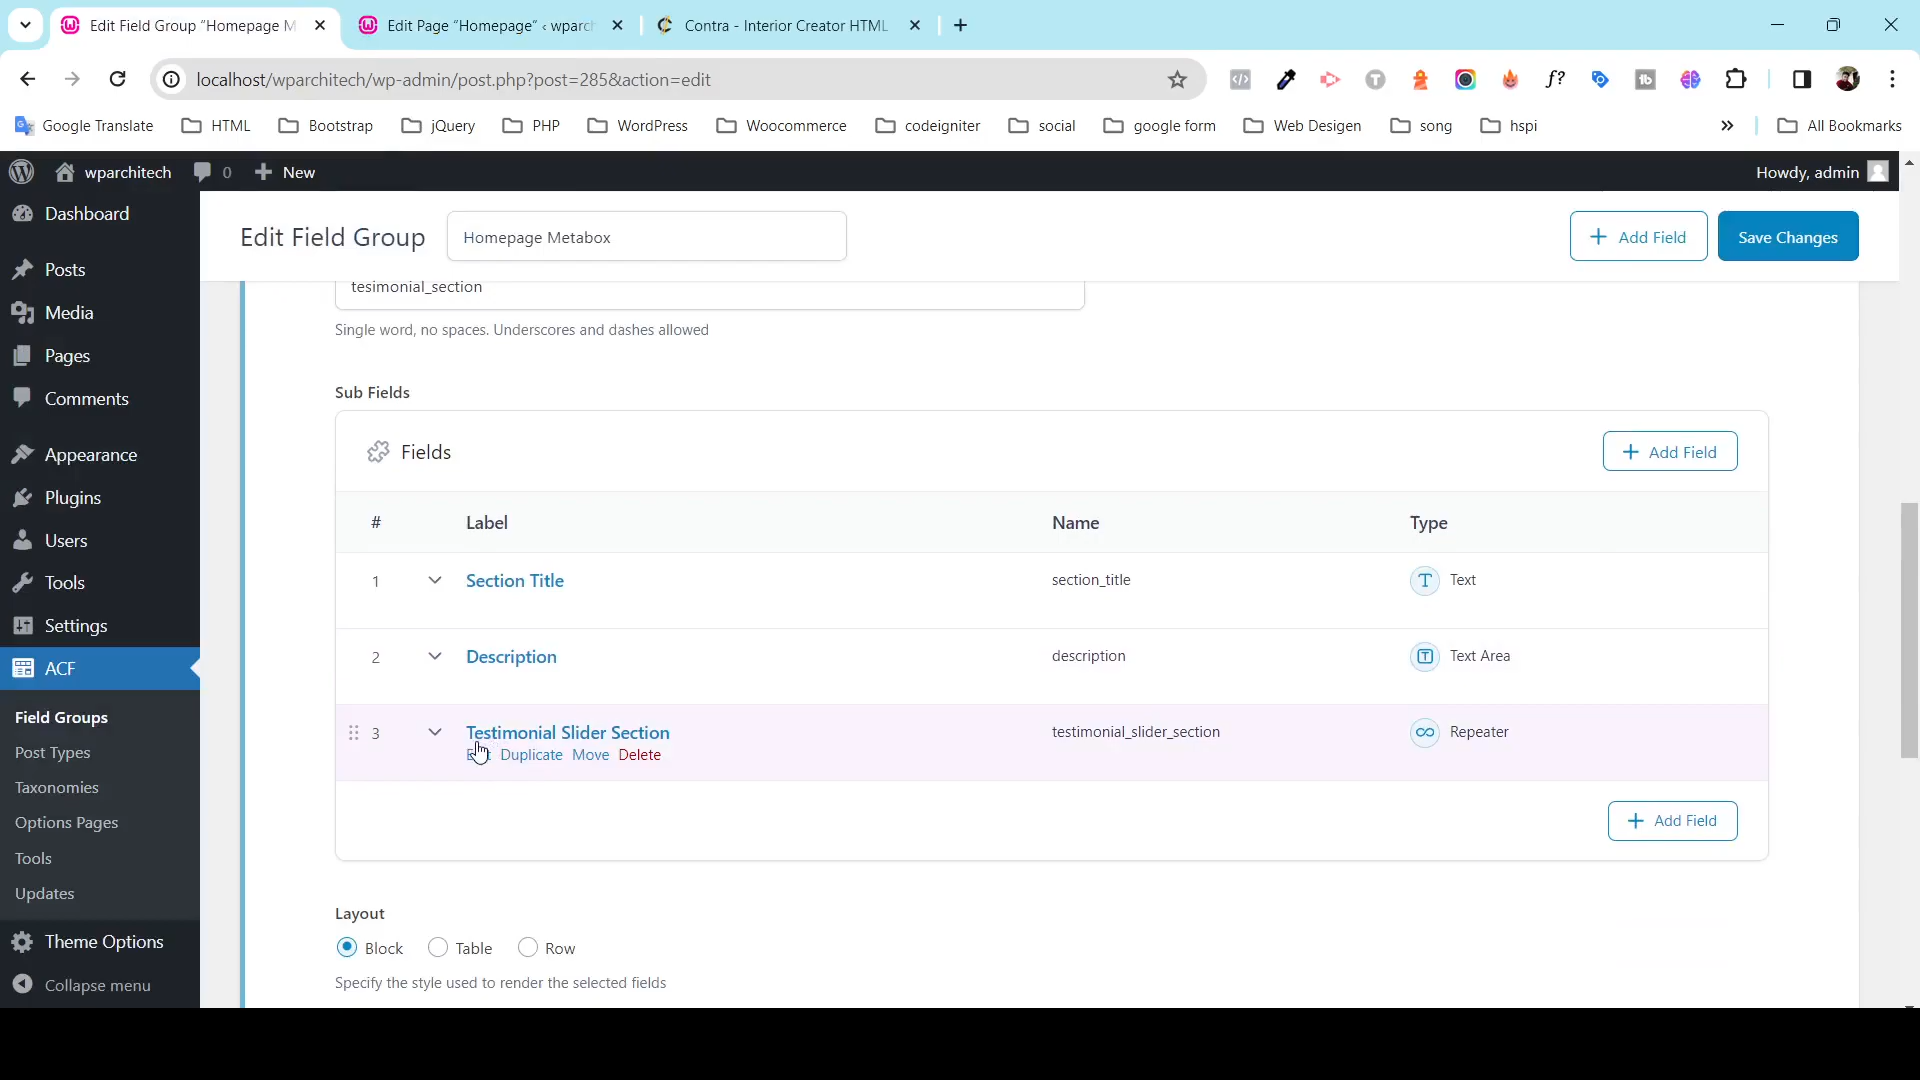 Edit Field Group "Homepage M
Edit Page "Homepage" ‹ wparch
Contra - Interior Creator HTML
localhost/wparchitech/wp-admin/post.php?post=285&action=edit
Google Translate
HTML
Bootstrap
jQuery
PHP
WordPress
Woocommerce
codeigniter
social
google form
Web Desigen
song
hspi
»
All Bookmarks
wparchitech
0
New
Howdy, admin
Dashboard
Posts
Media
Pages
Comments
Appearance
Plugins
Users
Tools
Settings
ACF
Field Groups
Post Types
Taxonomies
Options Pages
Tools
Updates
Theme Options
Collapse menu
Edit Field Group
Homepage Metabox
+ Add Field
Save Changes
tesimonial_section
Single word, no spaces. Underscores and dashes allowed
Sub Fields
Fields
+ Add Field
# Label Name Type
1 Section Title section_title Text
2 Description description Text Area
3 Testimonial Slider Section testimonial_slider_section Repeater
Duplicate Move Delete
+ Add Field
Layout
Block Table Row
Specify the style used to render the selected fields